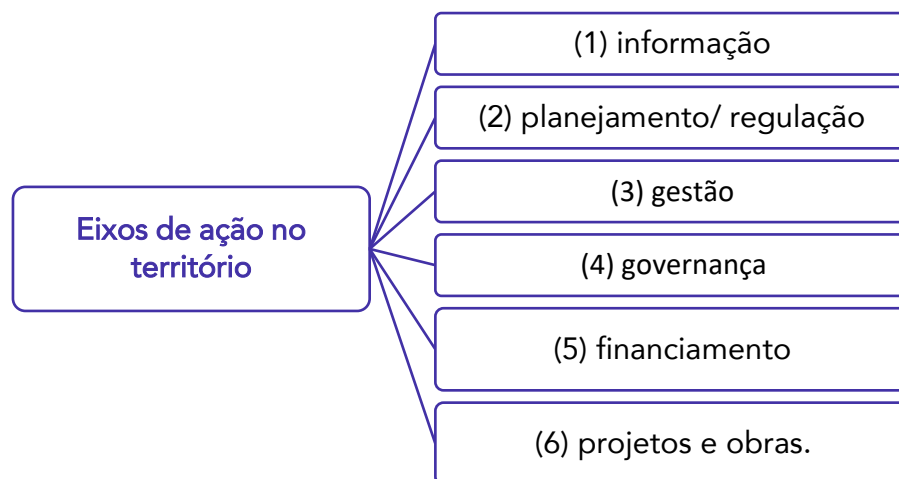 Eixos de ação no
território
(1) informação
(2) planejamento/ regulação
(3) gestão
(4) governança
(5) financiamento
(6) projetos e obras.